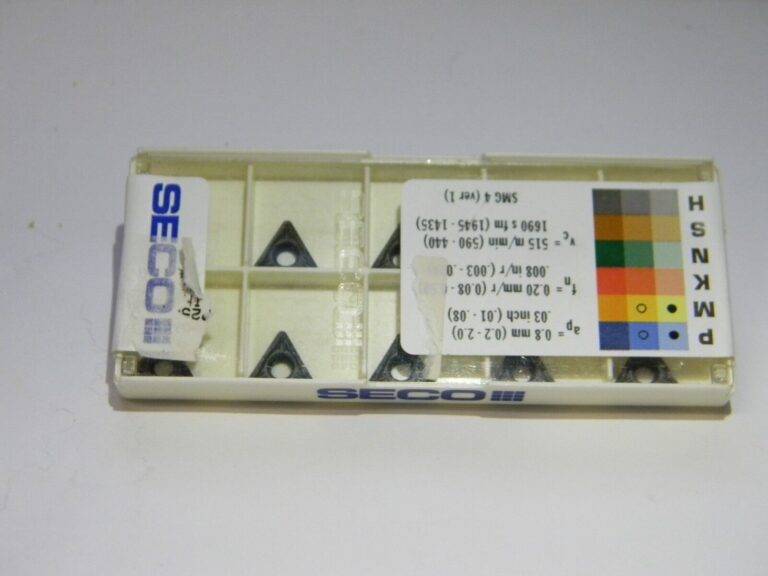 SECO
SECO
P
M
K
N
S
H
ap = 0.8 mm (0.2 - 2.0)
.03 inch (.01 - .08)
fn = 0.20 mm/r (0.08 -
.008 in/r (.003 -
vc = 515 m/min (590 - 440)
1690 s fm (1945 - 1435)
SMG 4 (ver 1)